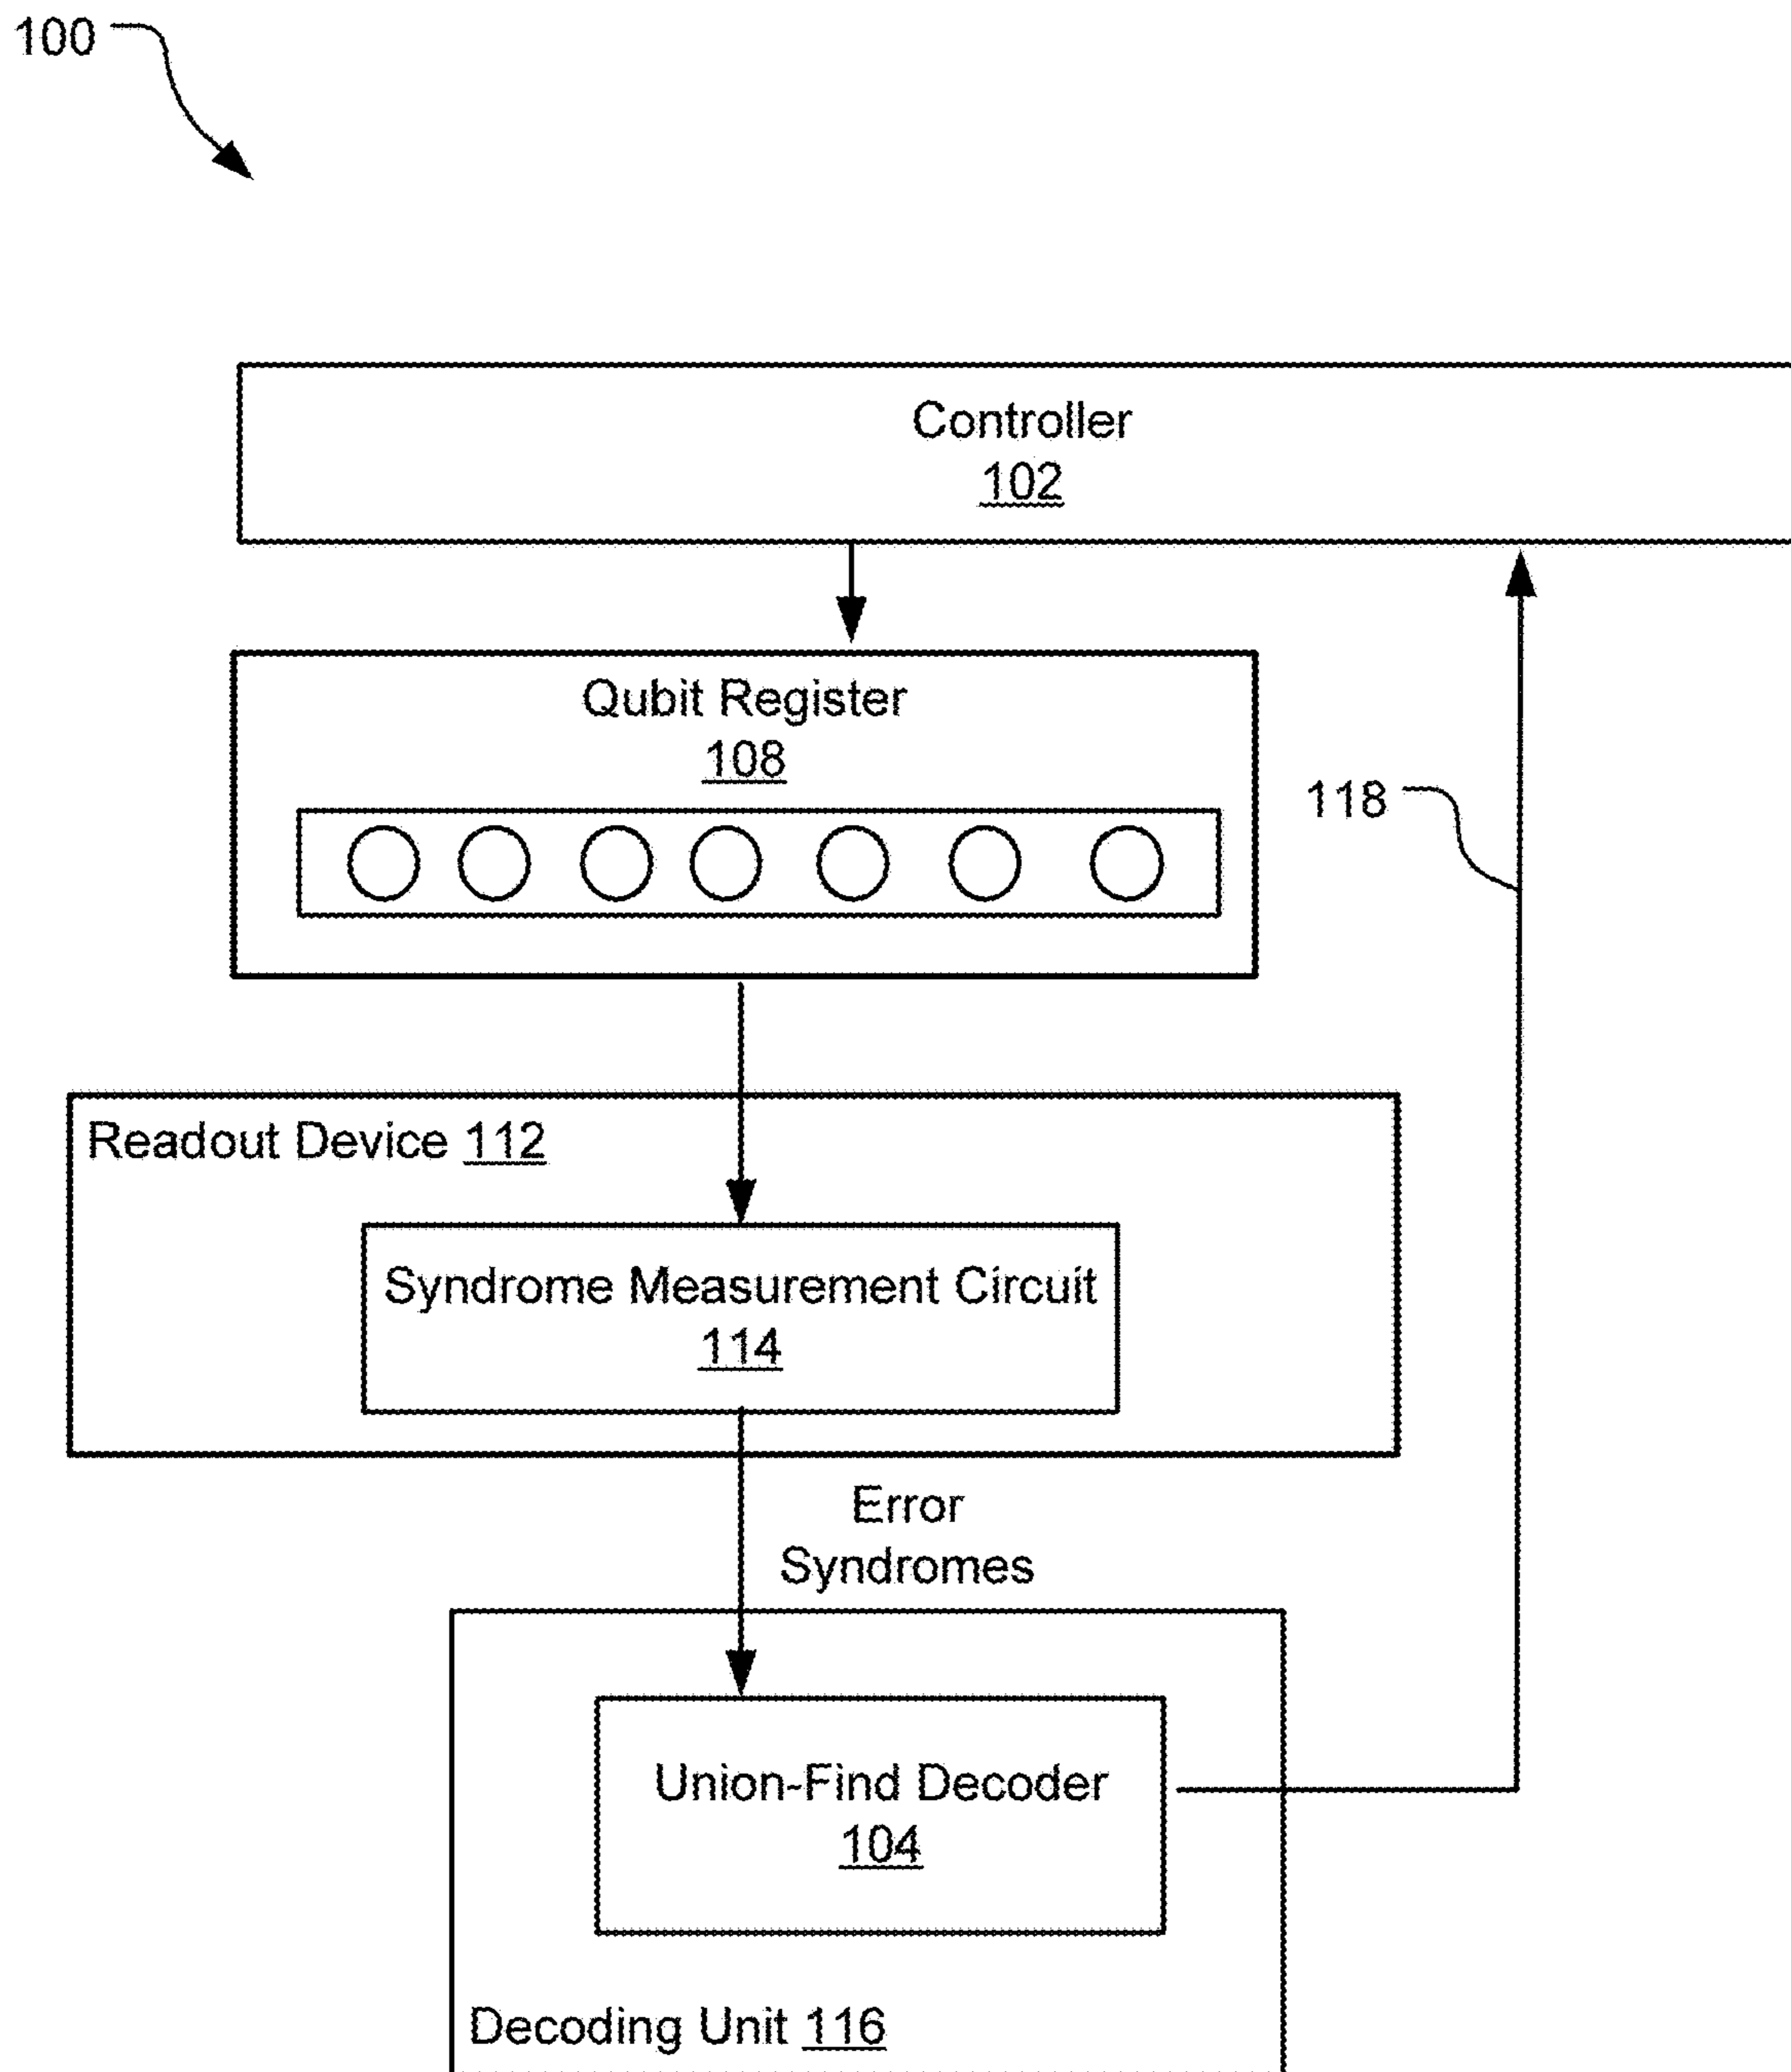 100
Controller
102
Qubit Register
108
118
Readout Device 112
Syndrome Measurement Circuit
114
Error
Syndromes
Union-Find Decoder
104
Decoding Unit 116